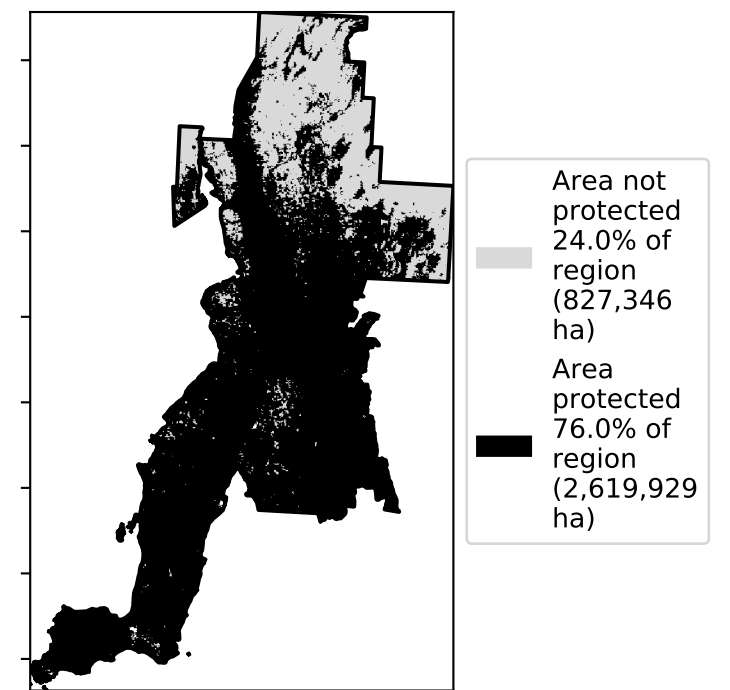 Area not
protected
24.0% of
region
(827,346
ha)
Area
protected
76.0% of
region
(2,619,929
ha)